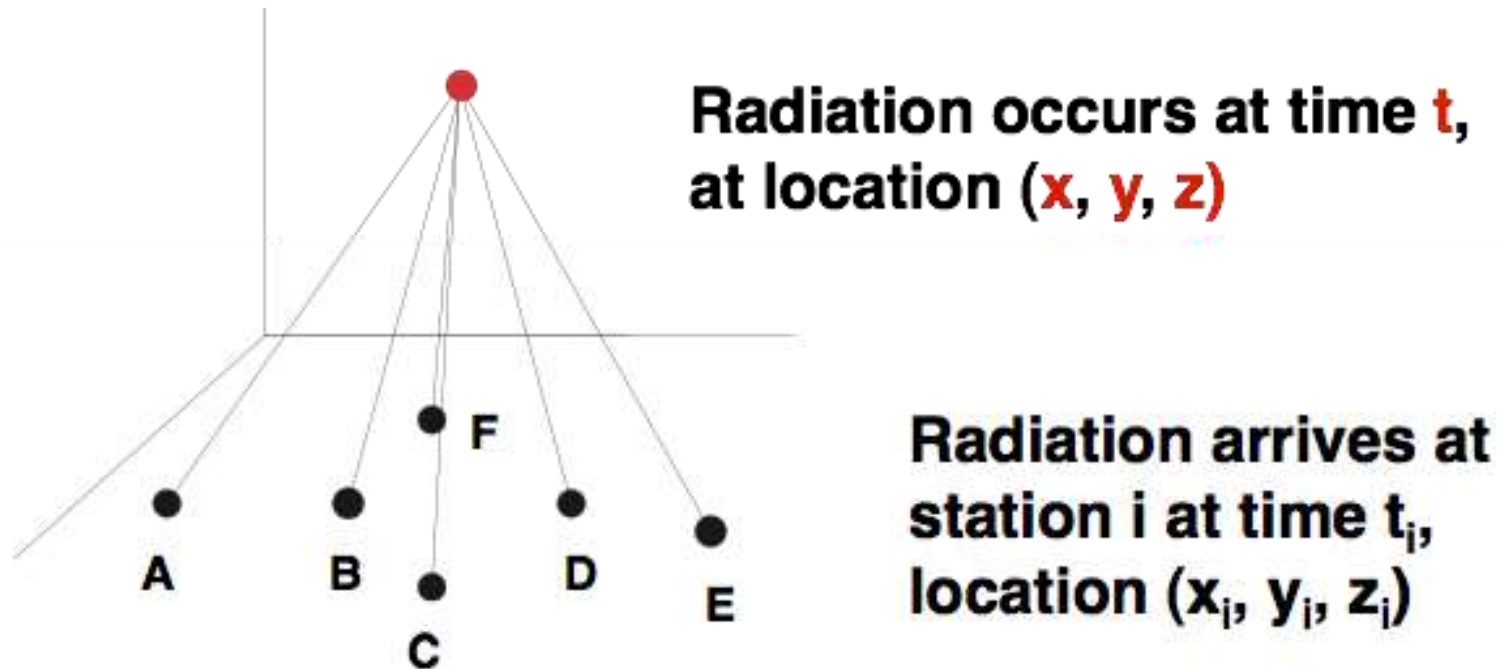 Radiation occurs at time t,
at location (x, y, z)
F
A
B
D
E
C
Radiation arrives at
station i at time tᵢ,
location (xᵢ, yᵢ, zᵢ)